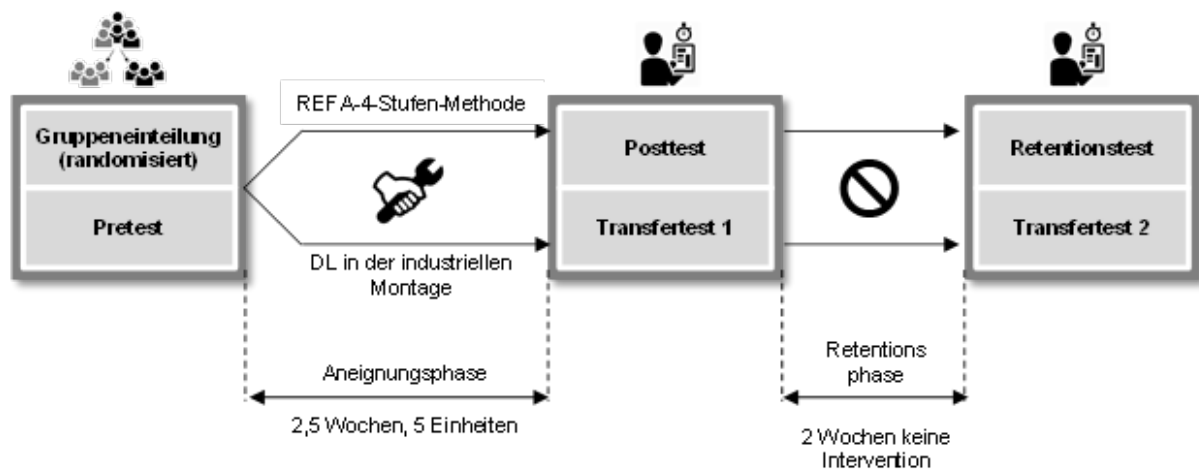 Gruppeneinteilung
(randomisiert)
Pretest
REFA-4-Stufen-Methode
DL in der industriellen
Montage
Posttest
Transfertest 1
Retentionstest
Transfertest 2
Aneignungsphase
2,5 Wochen, 5 Einheiten
Retentions
phase
2 Wochen keine
Intervention